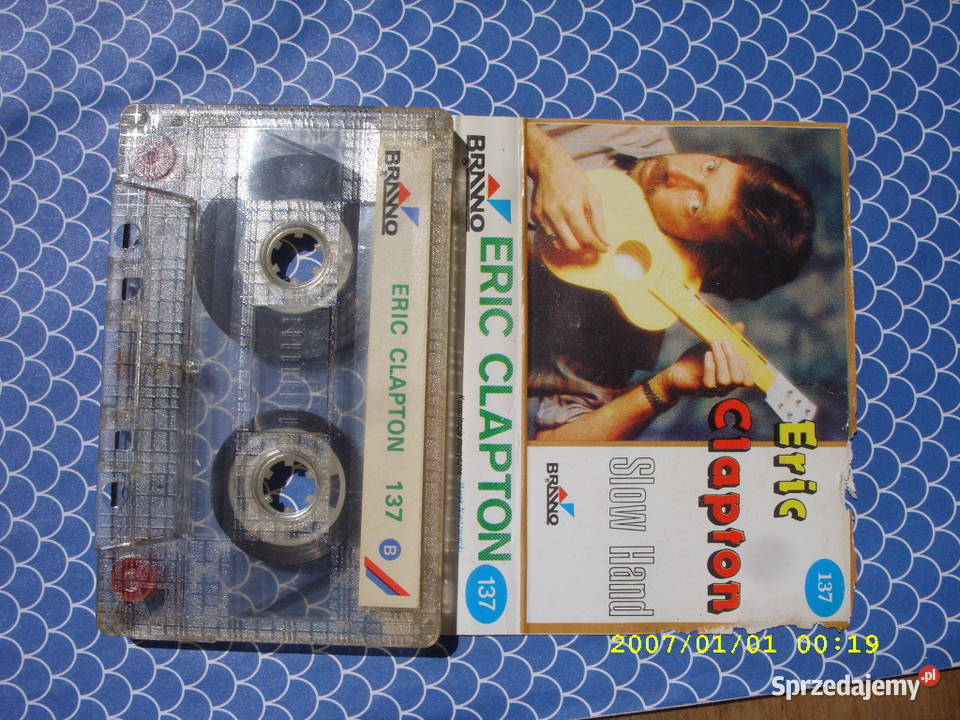 BRAVO
ERIC CLAPTON 137
B
BRAVO
ERIC CLAPTON
137
Eric
Clapton
Slow Hand
BRAVO
137
2007/01/01 00:19
Sprzedajemy.pl